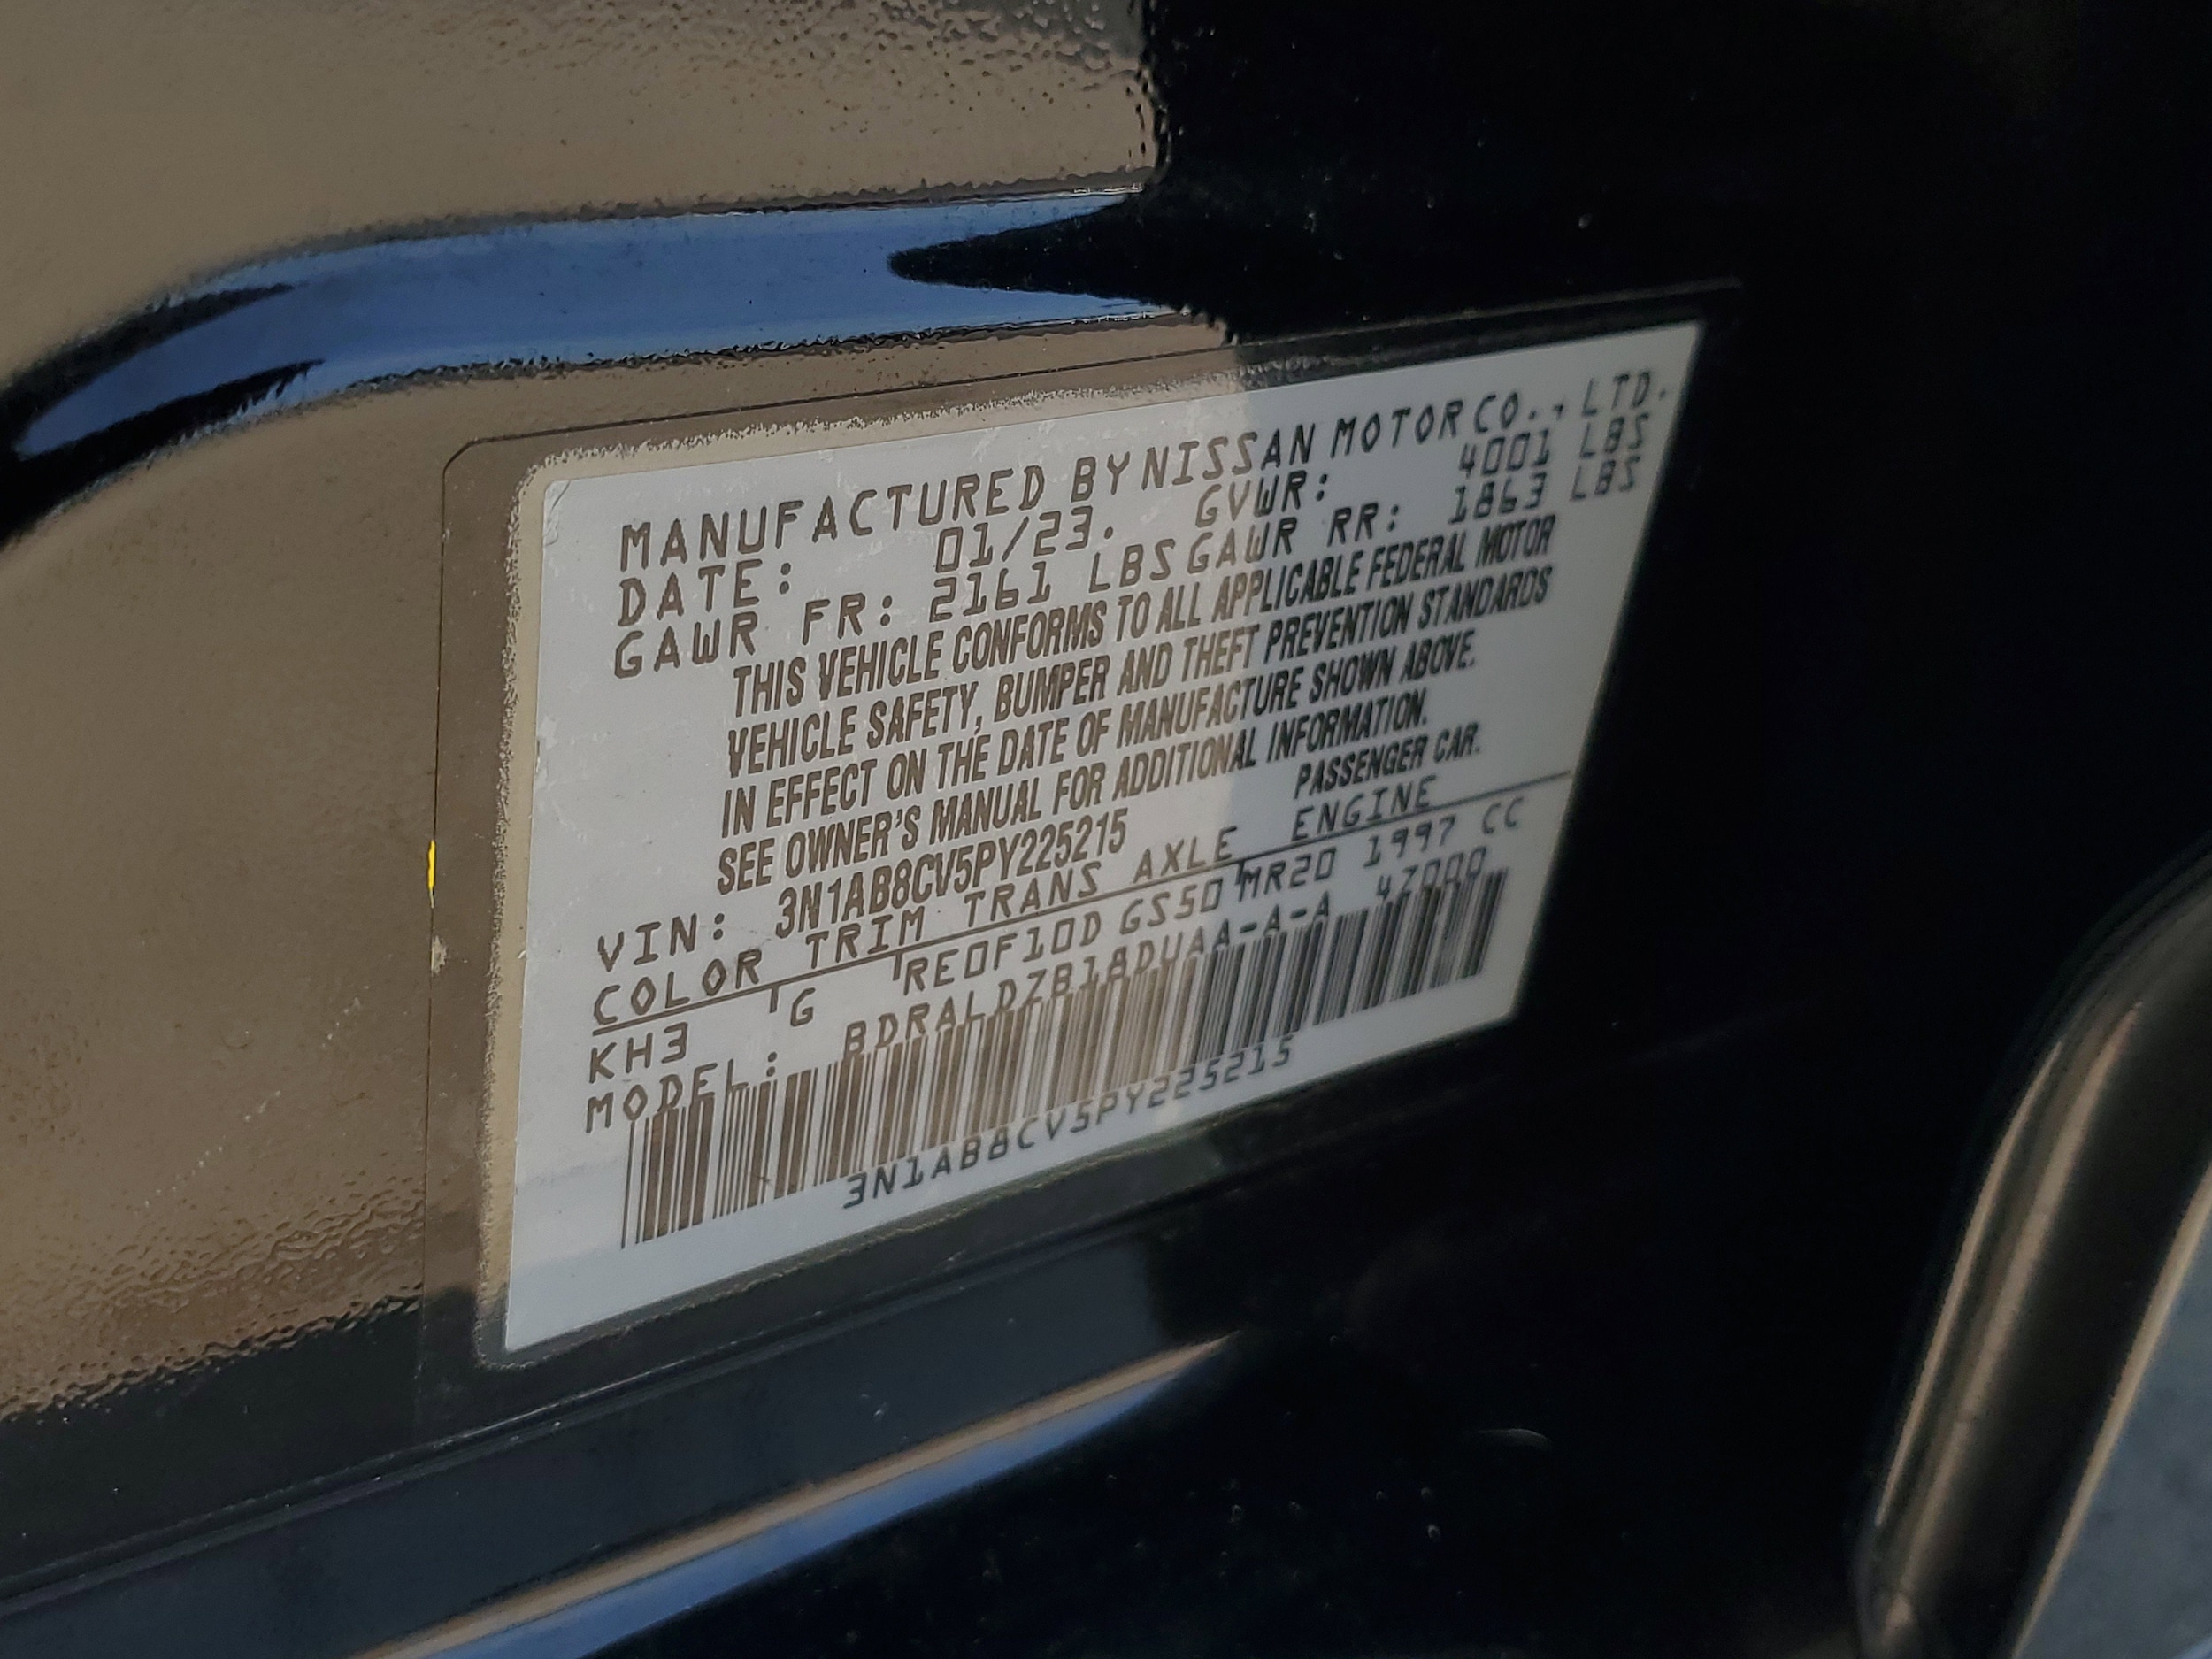 MANUFACTURED BY NISSAN MOTOR CO., LTD.
DATE: 01/23. GVWR: 4001 LBS
GAWR FR: 2161 LBS GAWR RR: 1863 LBS
THIS VEHICLE CONFORMS TO ALL APPLICABLE FEDERAL MOTOR
VEHICLE SAFETY, BUMPER AND THEFT PREVENTION STANDARDS
IN EFFECT ON THE DATE OF MANUFACTURE SHOWN ABOVE.
SEE OWNER'S MANUAL FOR ADDITIONAL INFORMATION.
VIN: 3N1AB8CV5PY225215 PASSENGER CAR.
COLOR TRIM TRANS AXLE ENGINE
KH3 G RE0F10D GS50 MR20 1997 CC
MODEL: BDRALDZB18DUAA-A-A 47000
3N1AB8CV5PY225215